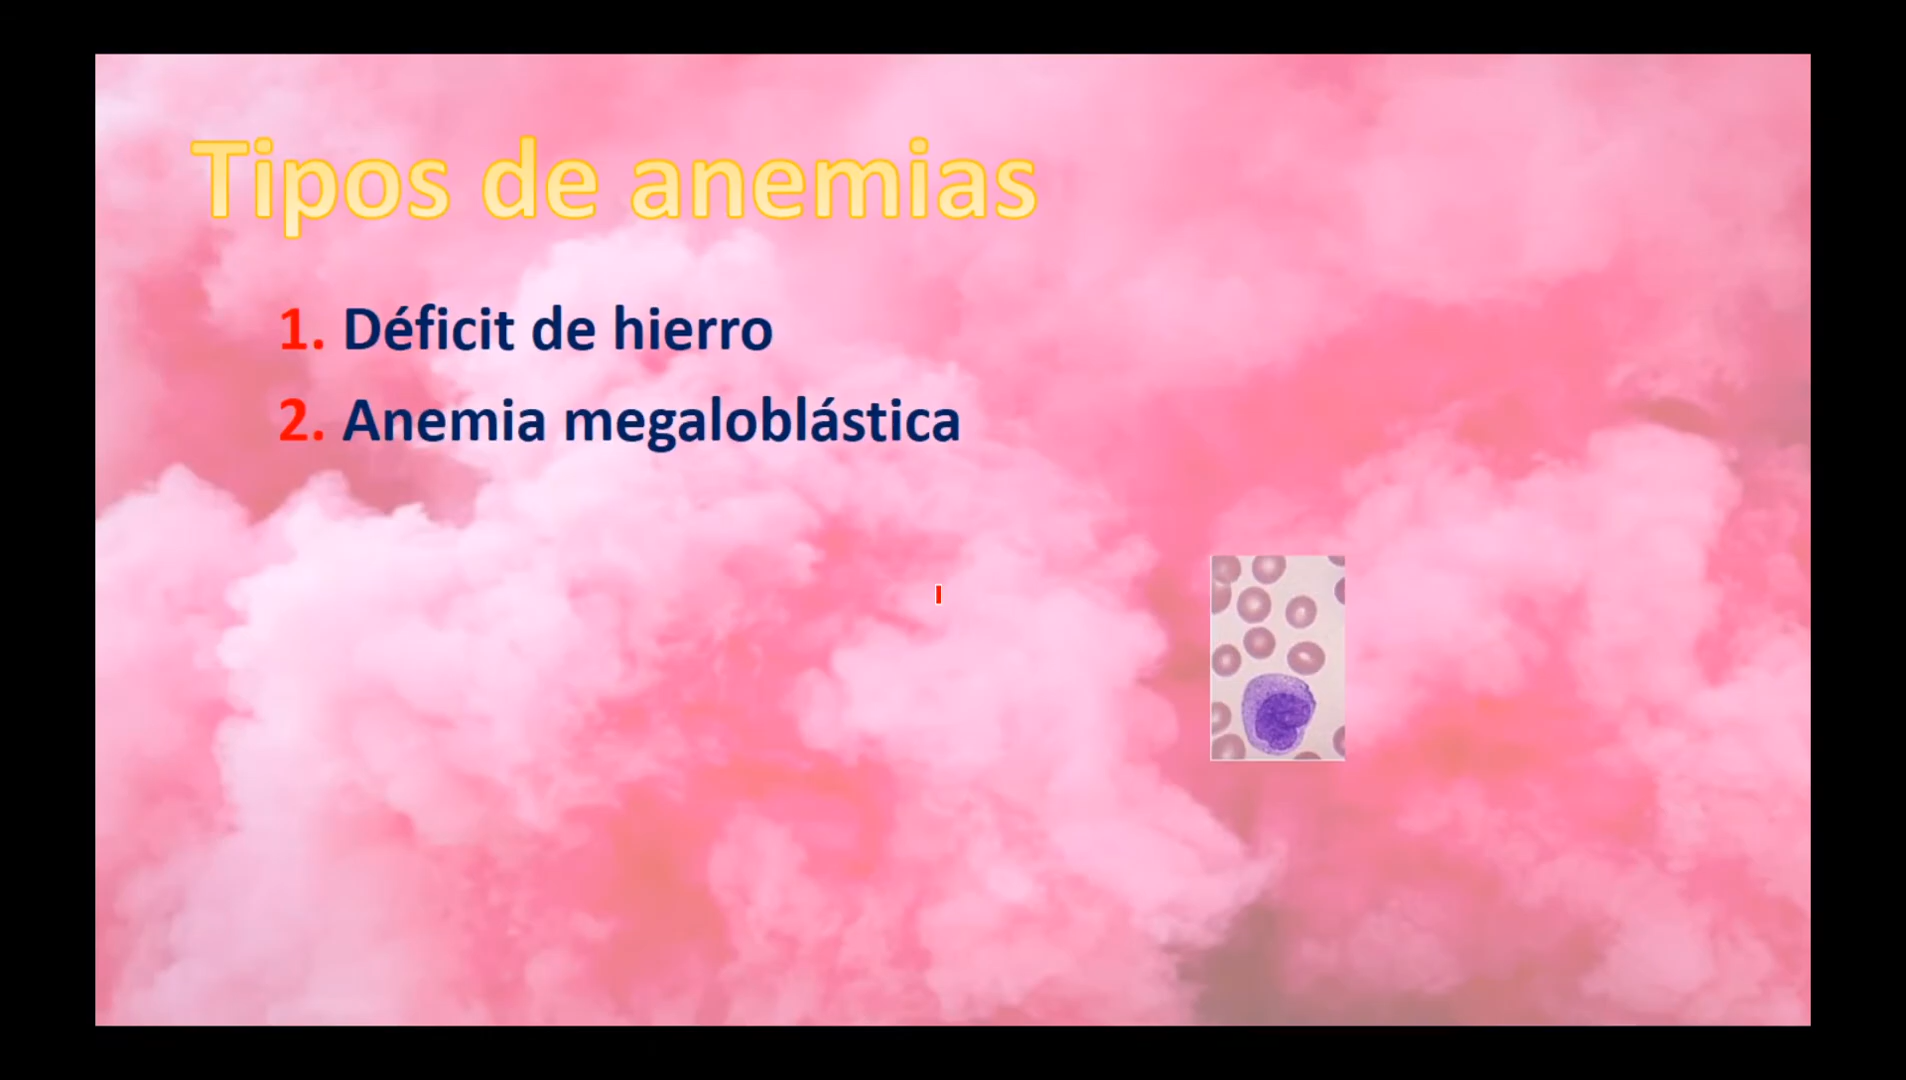 Tipos de anemias
1. Déficit de hierro
2. Anemia megaloblástica